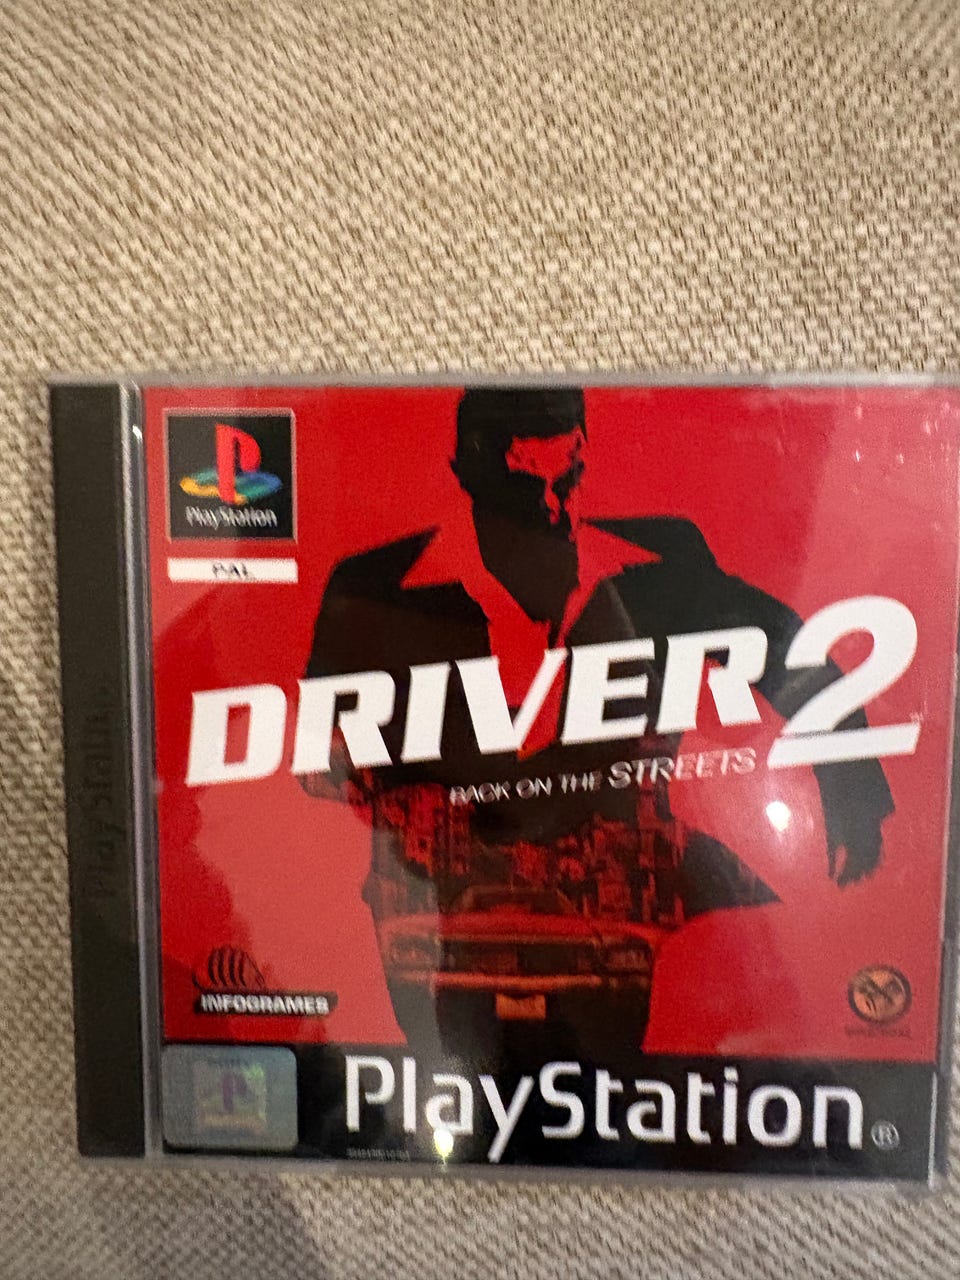 PlayStation
PAL
DRIVER 2
BACK ON THE STREETS
INFOGRAMES
PlayStation®
PlayStation